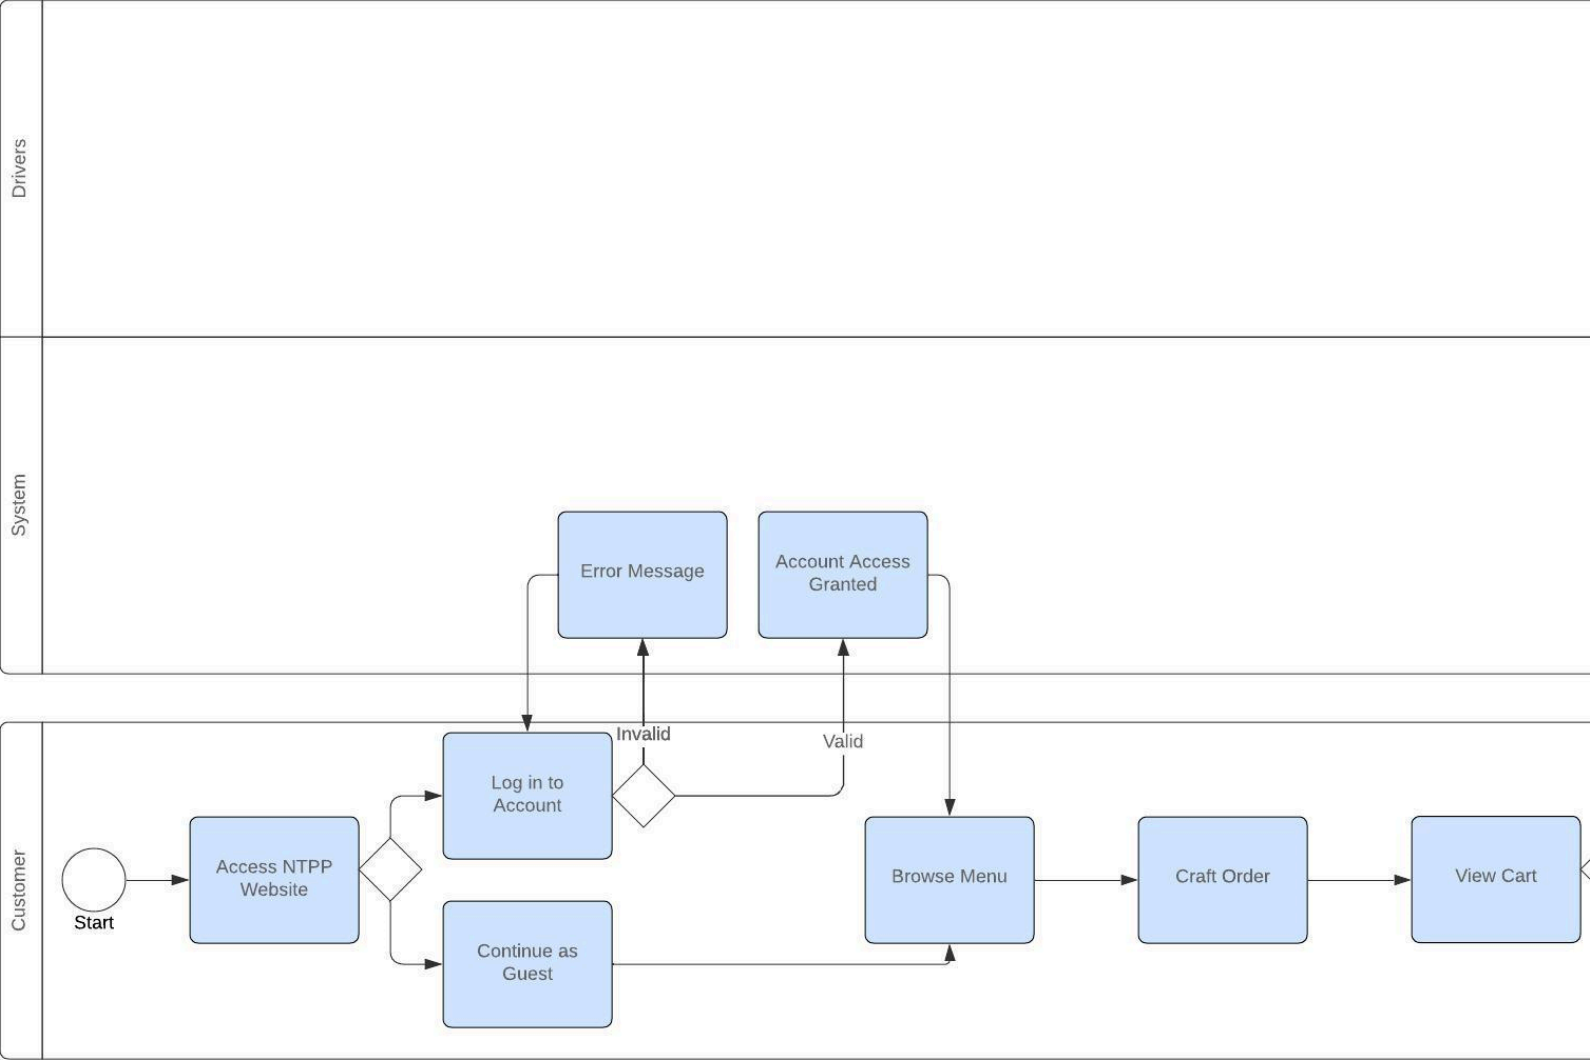 Drivers
System
Error Message
Account Access
Granted
Invalid
Valid
Customer
Start
Access NTPP
Website
Log in to
Account
Continue as
Guest
Browse Menu
Craft Order
View Cart